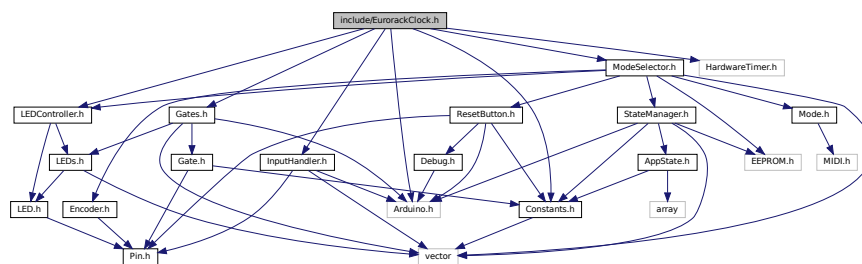 include/EurorackClock.h
ModeSelector.h
HardwareTimer.h
LEDController.h
Gates.h
ResetButton.h
StateManager.h
Mode.h
LEDs.h
Gate.h
InputHandler.h
Debug.h
AppState.h
EEPROM.h
MIDI.h
LED.h
Encoder.h
Arduino.h
Constants.h
array
Pin.h
vector